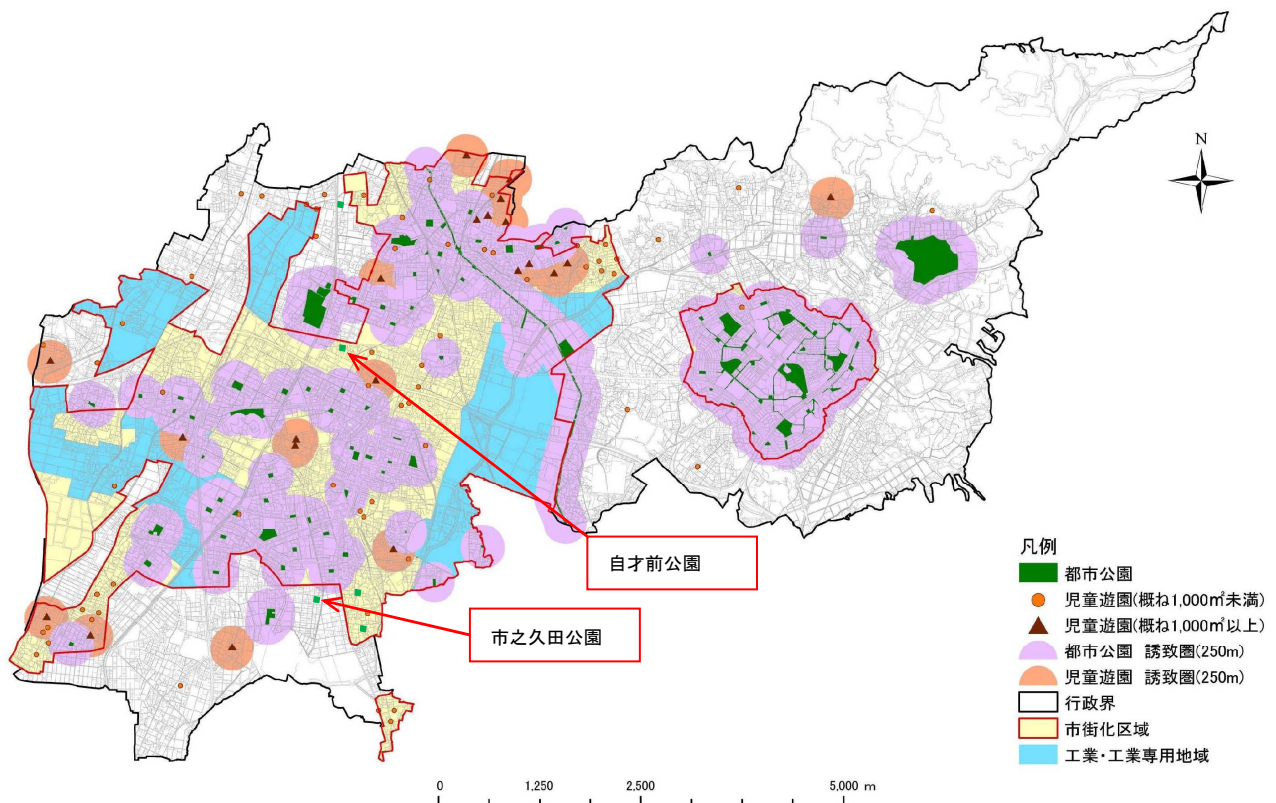 N
自才前公園
市之久田公園
凡例
都市公園
児童遊園(概ね1,000㎡未満)
児童遊園(概ね1,000㎡以上)
都市公園 誘致圏(250m)
児童遊園 誘致圏(250m)
行政界
市街化区域
工業・工業専用地域
0 1,250 2,500 5,000 m